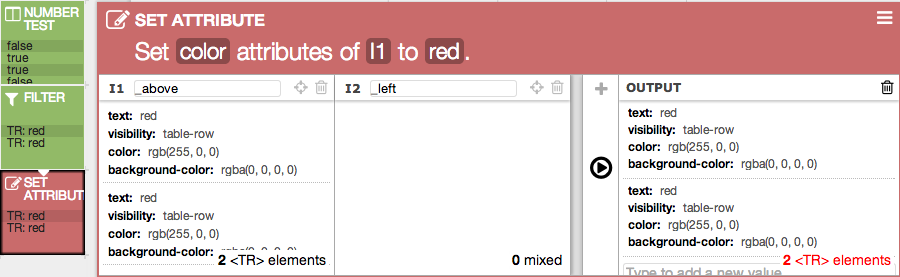 NUMBER
TEST
false
true
true
false
FILTER
TR: red
TR: red
SET
ATTRIBUT
TR: red
TR: red
SET ATTRIBUTE
Set color attributes of I1 to red.
I1 _above
text: red
visibility: table-row
color: rgb(255, 0, 0)
background-color: rgba(0, 0, 0, 0)
text: red
visibility: table-row
color: rgb(255, 0, 0)
background-color: rgba(0, 0, 0, 0)
2 <TR> elements
I2 _left
0 mixed
OUTPUT
text: red
visibility: table-row
color: rgb(255, 0, 0)
background-color: rgba(0, 0, 0, 0)
text: red
visibility: table-row
color: rgb(255, 0, 0)
background-color: rgba(0, 0, 0, 0)
2 <TR> elements
Type to add a new value